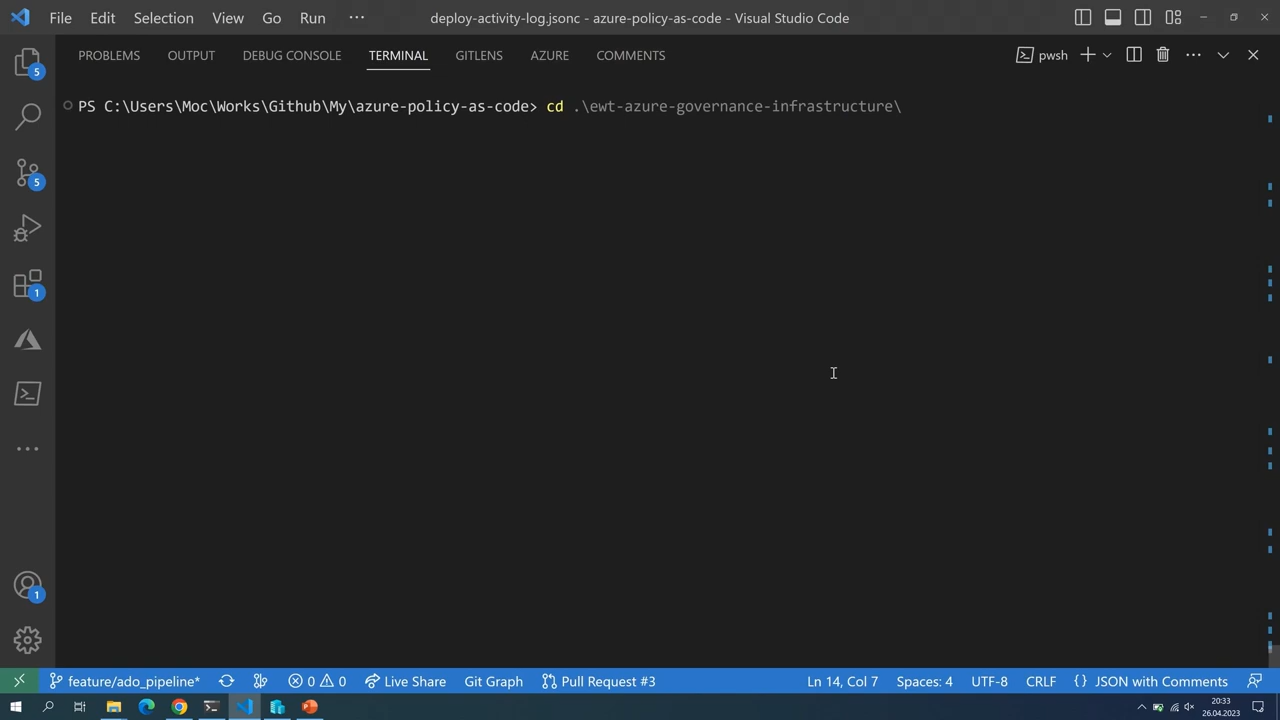 File Edit Selection View Go Run ··· deploy-activity-log.jsonc - azure-policy-as-code - Visual Studio Code
PROBLEMS OUTPUT DEBUG CONSOLE TERMINAL GITLENS AZURE COMMENTS pwsh
PS C:\Users\Moc\Works\Github\My\azure-policy-as-code> cd .\ewt-azure-governance-infrastructure\
5
5
1
1
feature/ado_pipeline* 0 0 Live Share Git Graph Pull Request #3 Ln 14, Col 7 Spaces: 4 UTF-8 CRLF {} JSON with Comments
20:33
26.04.2023